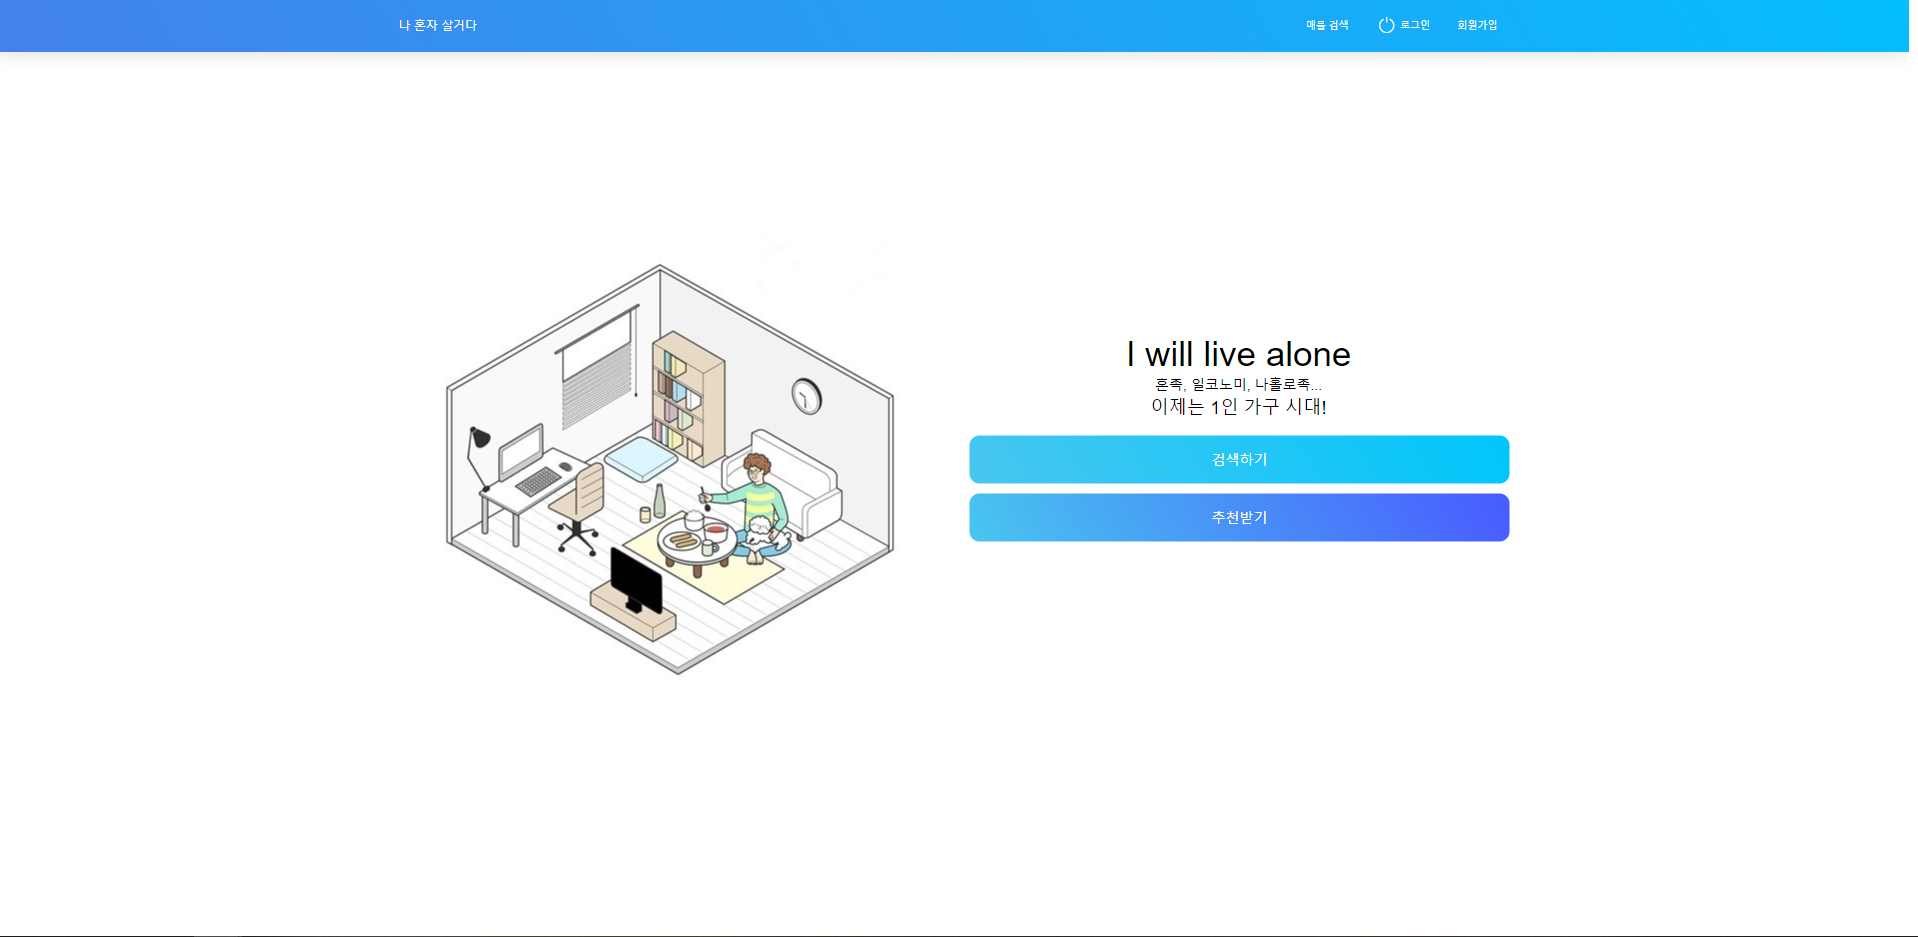 나 혼자 살거다
매물 검색
로그인
회원가입
I will live alone
혼족, 일코노미, 나홀로족...
이제는 1인 가구 시대!
검색하기
추천받기